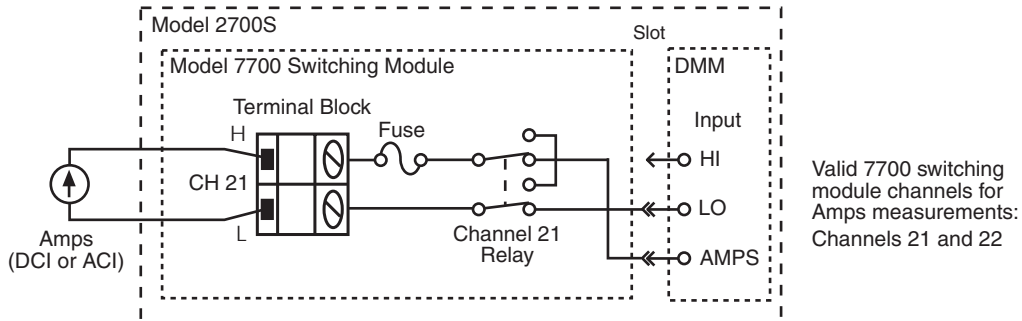 Model 2700S
Slot
Model 7700 Switching Module
DMM
Terminal Block
Input
H
Fuse
HI
CH 21
Valid 7700 switching
module channels for
Amps measurements:
Channels 21 and 22
LO
L
Amps
(DCI or ACI)
Channel 21
Relay
AMPS